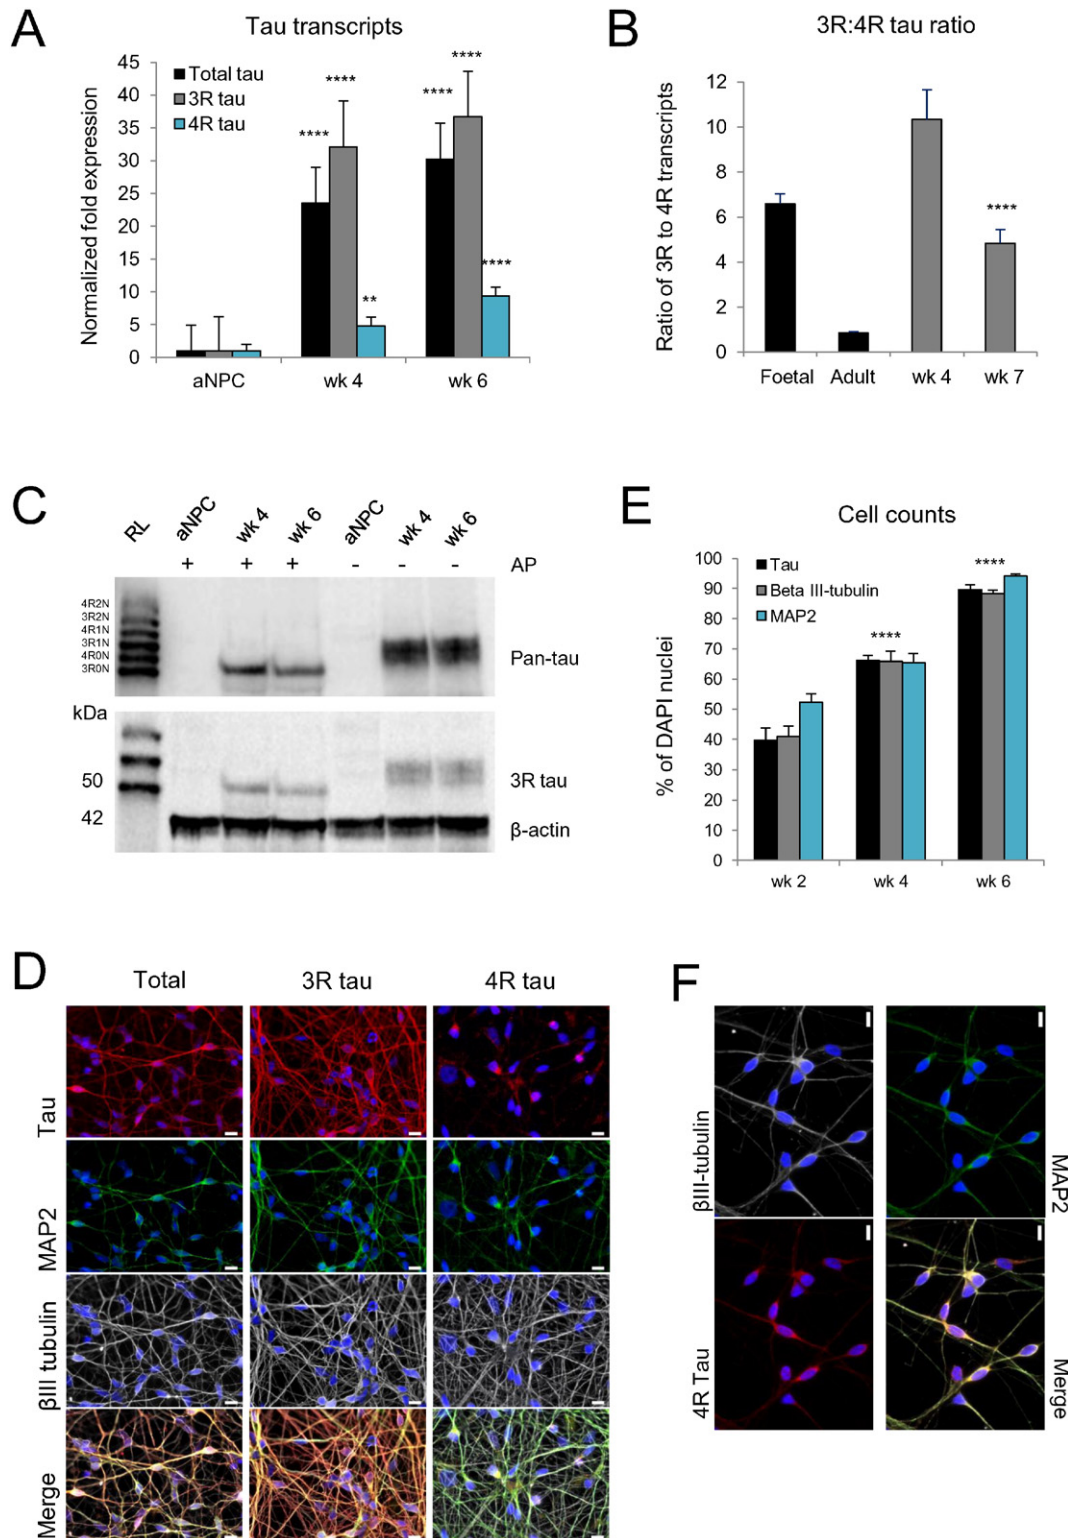 A
Tau transcripts
Normalized fold expression
45
40
35
30
25
20
15
10
5
0
Total tau
3R tau
4R tau
****
****
**
****
****
****
aNPC
wk 4
wk 6
B
3R:4R tau ratio
Ratio of 3R to 4R transcripts
12
10
8
6
4
2
0
****
Foetal
Adult
wk 4
wk 7
C
RL
aNPC
wk 4
wk 6
aNPC
wk 4
wk 6
+
+
+
-
-
-
AP
4R2N
3R2N
4R1N
3R1N
4R0N
3R0N
Pan-tau
kDa
50
42
3R tau
β-actin
E
Cell counts
% of DAPI nuclei
100
90
80
70
60
50
40
30
20
10
0
Tau
Beta III-tubulin
MAP2
****
****
wk 2
wk 4
wk 6
D
Total
3R tau
4R tau
Tau
MAP2
βIII tubulin
Merge
F
βIII-tubulin
MAP2
4R Tau
Merge